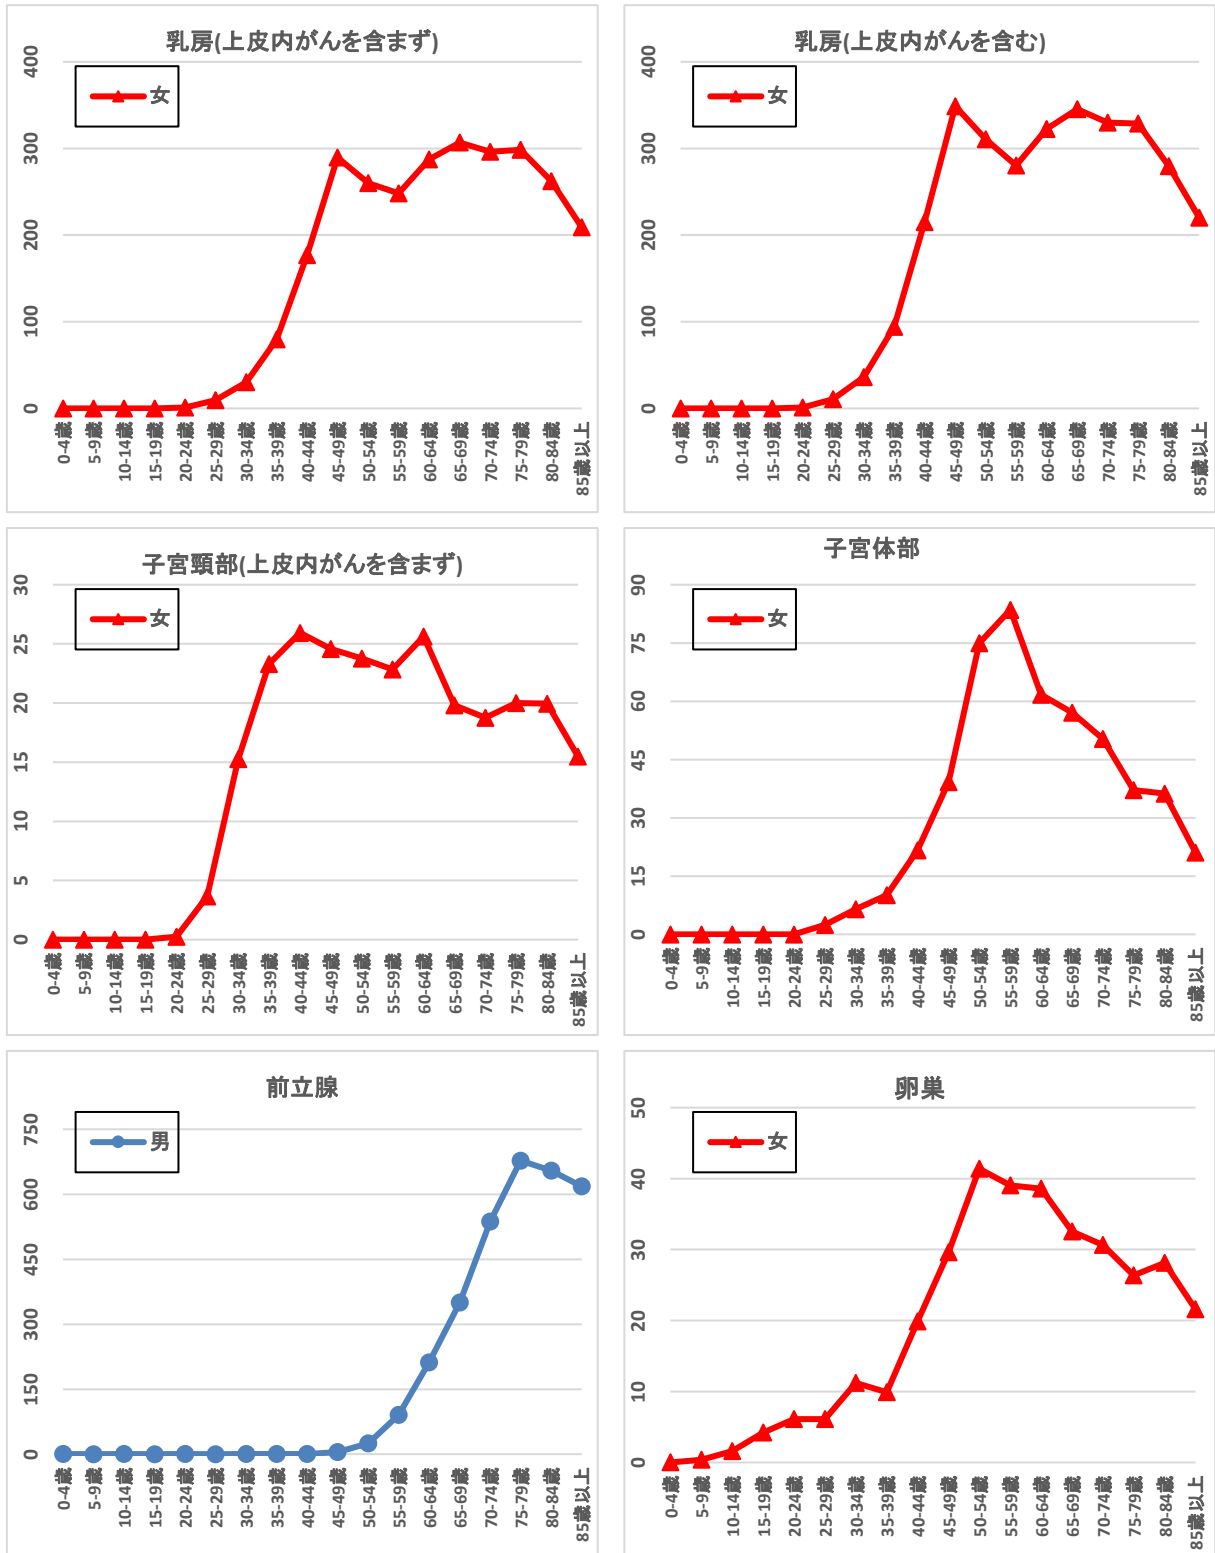 乳房(上皮内がんを含まず)
女
400
300
200
100
0
0-4歳
5-9歳
10-14歳
15-19歳
20-24歳
25-29歳
30-34歳
35-39歳
40-44歳
45-49歳
50-54歳
55-59歳
60-64歳
65-69歳
70-74歳
75-79歳
80-84歳
85歳以上
乳房(上皮内がんを含む)
女
400
300
200
100
0
0-4歳
5-9歳
10-14歳
15-19歳
20-24歳
25-29歳
30-34歳
35-39歳
40-44歳
45-49歳
50-54歳
55-59歳
60-64歳
65-69歳
70-74歳
75-79歳
80-84歳
85歳以上
子宮頸部(上皮内がんを含まず)
女
30
25
20
15
10
5
0
0-4歳
5-9歳
10-14歳
15-19歳
20-24歳
25-29歳
30-34歳
35-39歳
40-44歳
45-49歳
50-54歳
55-59歳
60-64歳
65-69歳
70-74歳
75-79歳
80-84歳
85歳以上
子宮体部
女
90
75
60
45
30
15
0
0-4歳
5-9歳
10-14歳
15-19歳
20-24歳
25-29歳
30-34歳
35-39歳
40-44歳
45-49歳
50-54歳
55-59歳
60-64歳
65-69歳
70-74歳
75-79歳
80-84歳
85歳以上
前立腺
男
750
600
450
300
150
0
0-4歳
5-9歳
10-14歳
15-19歳
20-24歳
25-29歳
30-34歳
35-39歳
40-44歳
45-49歳
50-54歳
55-59歳
60-64歳
65-69歳
70-74歳
75-79歳
80-84歳
85歳以上
卵巣
女
50
40
30
20
10
0
0-4歳
5-9歳
10-14歳
15-19歳
20-24歳
25-29歳
30-34歳
35-39歳
40-44歳
45-49歳
50-54歳
55-59歳
60-64歳
65-69歳
70-74歳
75-79歳
80-84歳
85歳以上